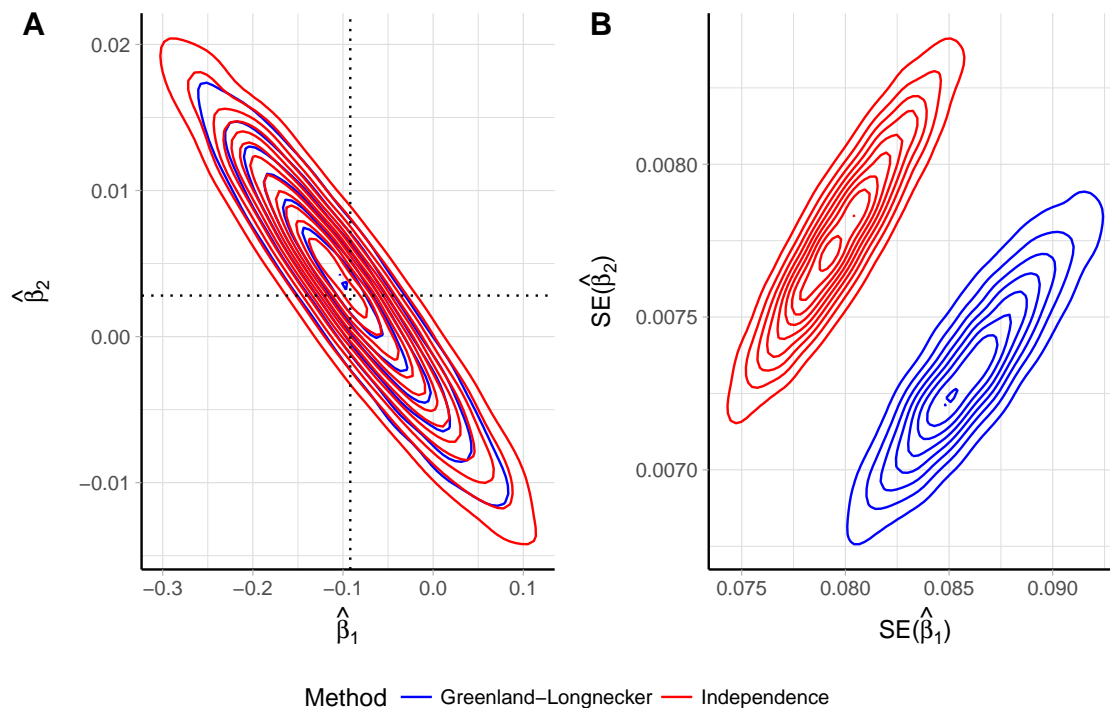 A
B
0.02
0.01
0.00
−0.01
β̂₂
−0.3
−0.2
−0.1
0.0
0.1
β̂₁
0.0080
0.0075
0.0070
SE(β̂₂)
0.075
0.080
0.085
0.090
SE(β̂₁)
Method Greenland−Longnecker Independence